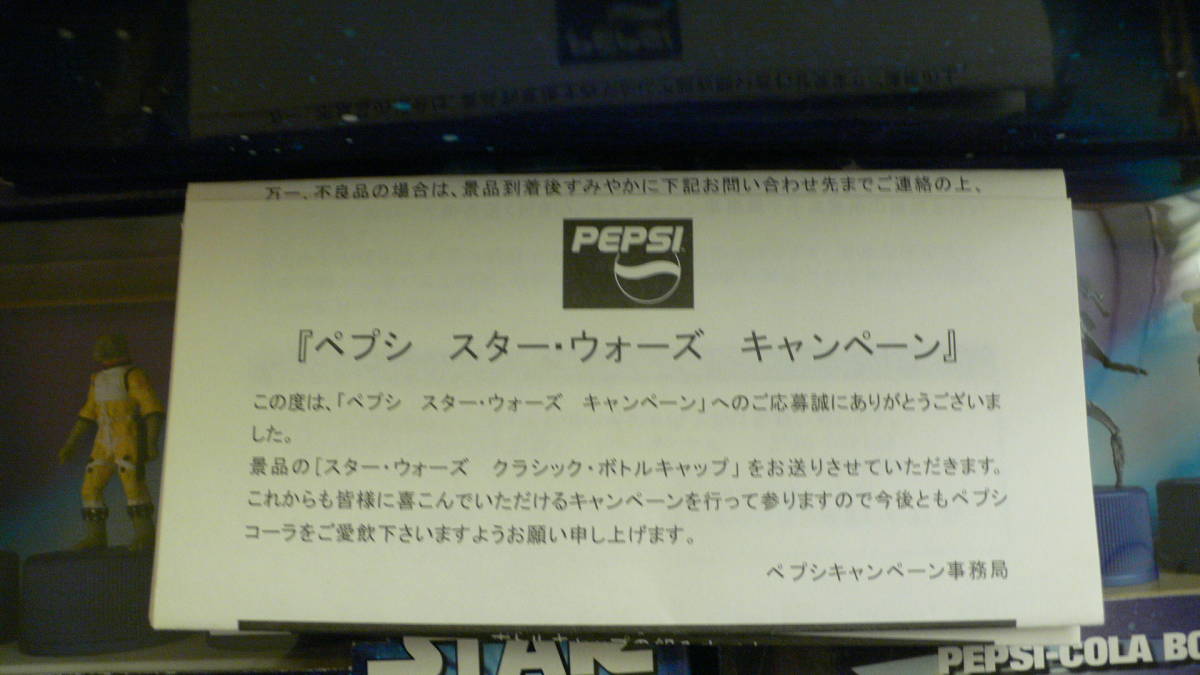 万一、不良品の場合は、景品到着後すみやかに下記お問い合わせ先までご連絡の上、
PEPSI
『ペプシ　スター・ウォーズ　キャンペーン』
この度は、「ペプシ　スター・ウォーズ　キャンペーン」へのご応募誠にありがとうございま
した。
景品の［スター・ウォーズ　クラシック・ボトルキャップ」をお送りさせていただきます。
これからも皆様に喜こんでいただけるキャンペーンを行って参りますので今後ともペプシ
コーラをご愛飲下さいますようお願い申し上げます。
ペプシキャンペーン事務局
STAR
PEPSI-COLA BO